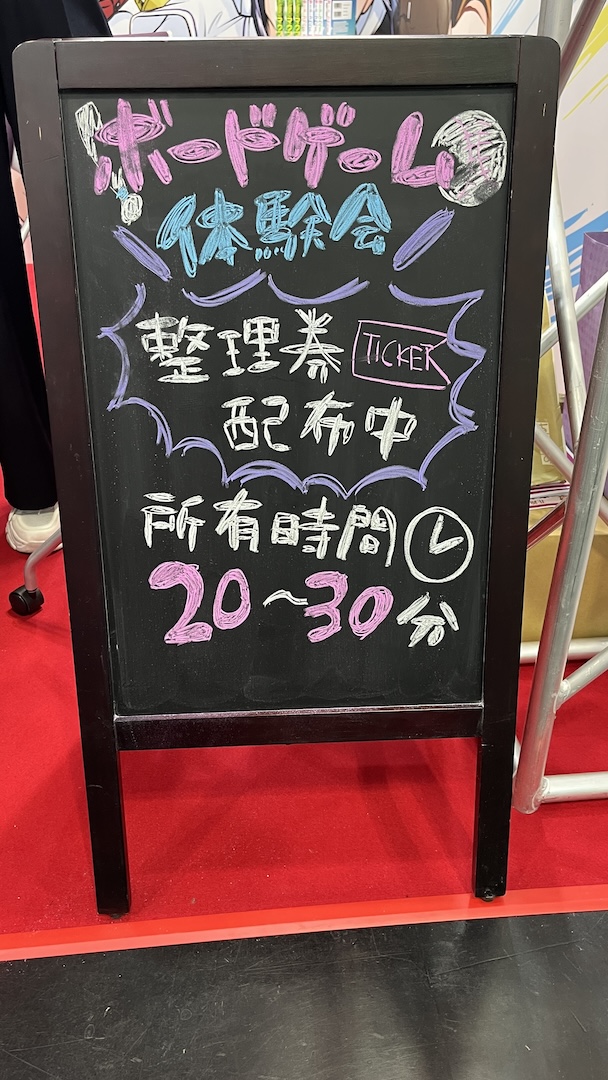 ボードゲーム
体験会
整理券 TICKET
配布中
所有時間
20~30分